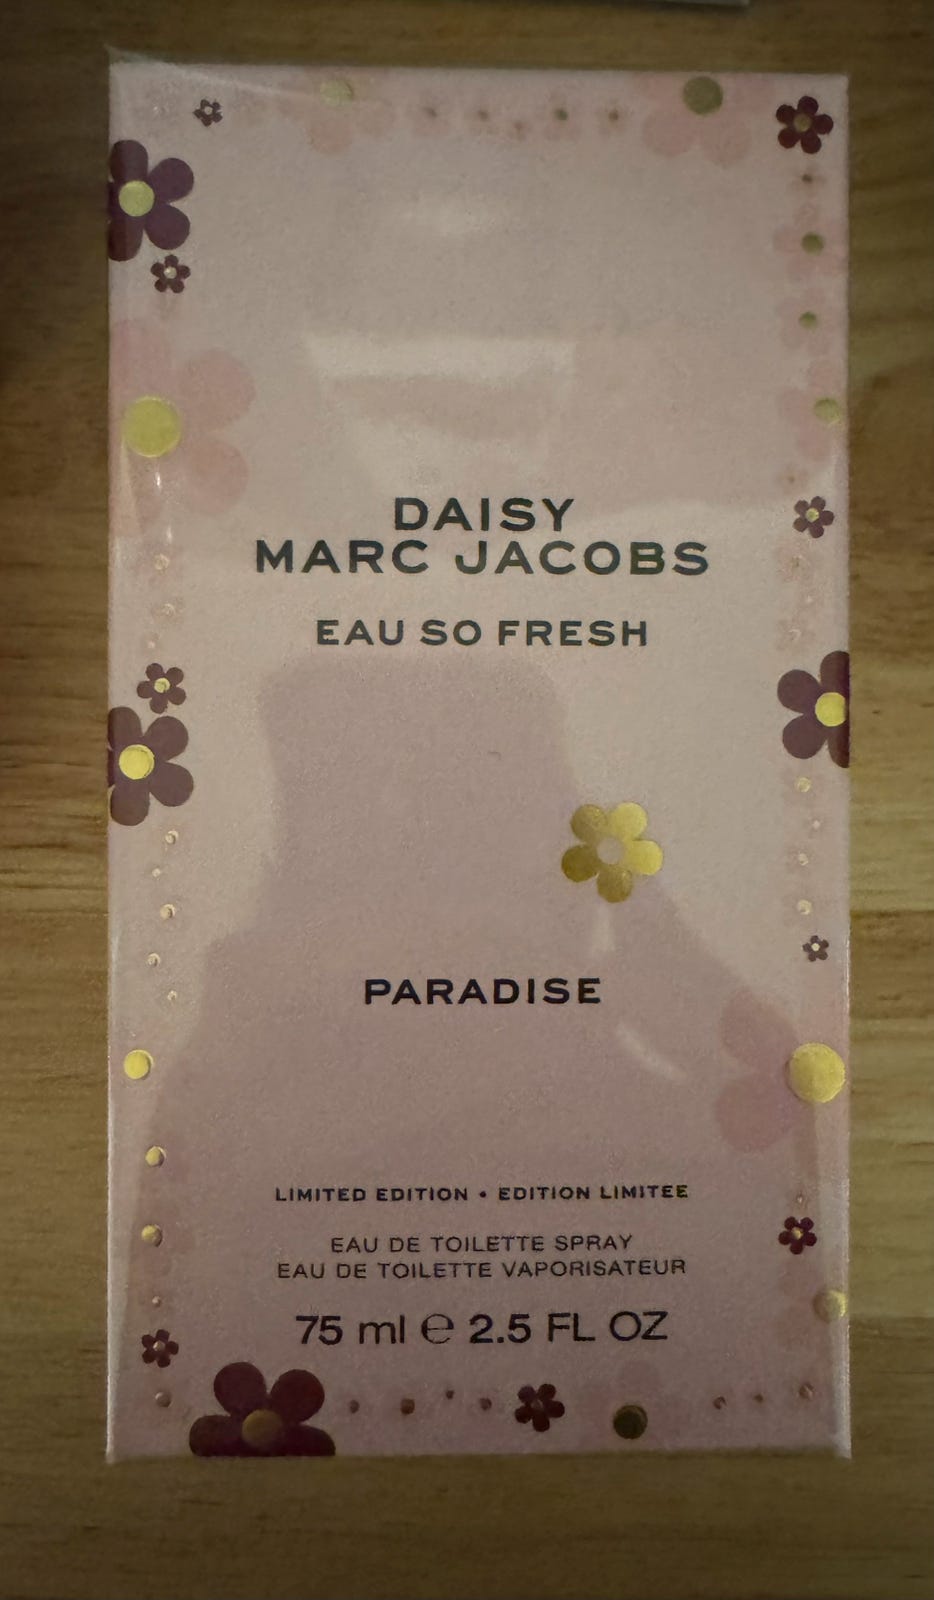 DAISY
MARC JACOBS
EAU SO FRESH
PARADISE
LIMITED EDITION • EDITION LIMITEE
EAU DE TOILETTE SPRAY
EAU DE TOILETTE VAPORISATEUR
75 ml ℮ 2.5 FL OZ